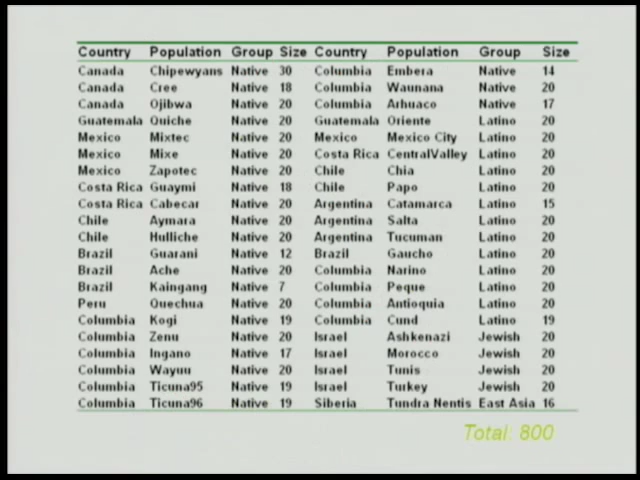 Country Population Group Size Country Population Group Size
Canada Chipewyans Native 30 Columbia Embera Native 14
Canada Cree Native 18 Columbia Waunana Native 20
Canada Ojibwa Native 20 Columbia Arhuaco Native 17
Guatemala Quiche Native 20 Guatemala Oriente Latino 20
Mexico Mixtec Native 20 Mexico Mexico City Latino 20
Mexico Mixe Native 20 Costa Rica CentralValley Latino 20
Mexico Zapotec Native 20 Chile Chia Latino 20
Costa Rica Guaymi Native 18 Chile Papo Latino 20
Costa Rica Cabecar Native 20 Argentina Catamarca Latino 15
Chile Aymara Native 20 Argentina Salta Latino 20
Chile Hulliche Native 20 Argentina Tucuman Latino 20
Brazil Guarani Native 12 Brazil Gaucho Latino 20
Brazil Ache Native 20 Columbia Narino Latino 20
Brazil Kaingang Native 7 Columbia Peque Latino 20
Peru Quechua Native 20 Columbia Antioquia Latino 20
Columbia Kogi Native 19 Columbia Cund Latino 19
Columbia Zenu Native 20 Israel Ashkenazi Jewish 20
Columbia Ingano Native 17 Israel Morocco Jewish 20
Columbia Wayuu Native 20 Israel Tunis Jewish 20
Columbia Ticuna95 Native 19 Israel Turkey Jewish 20
Columbia Ticuna96 Native 19 Siberia Tundra Nentis East Asia 16
Total: 800